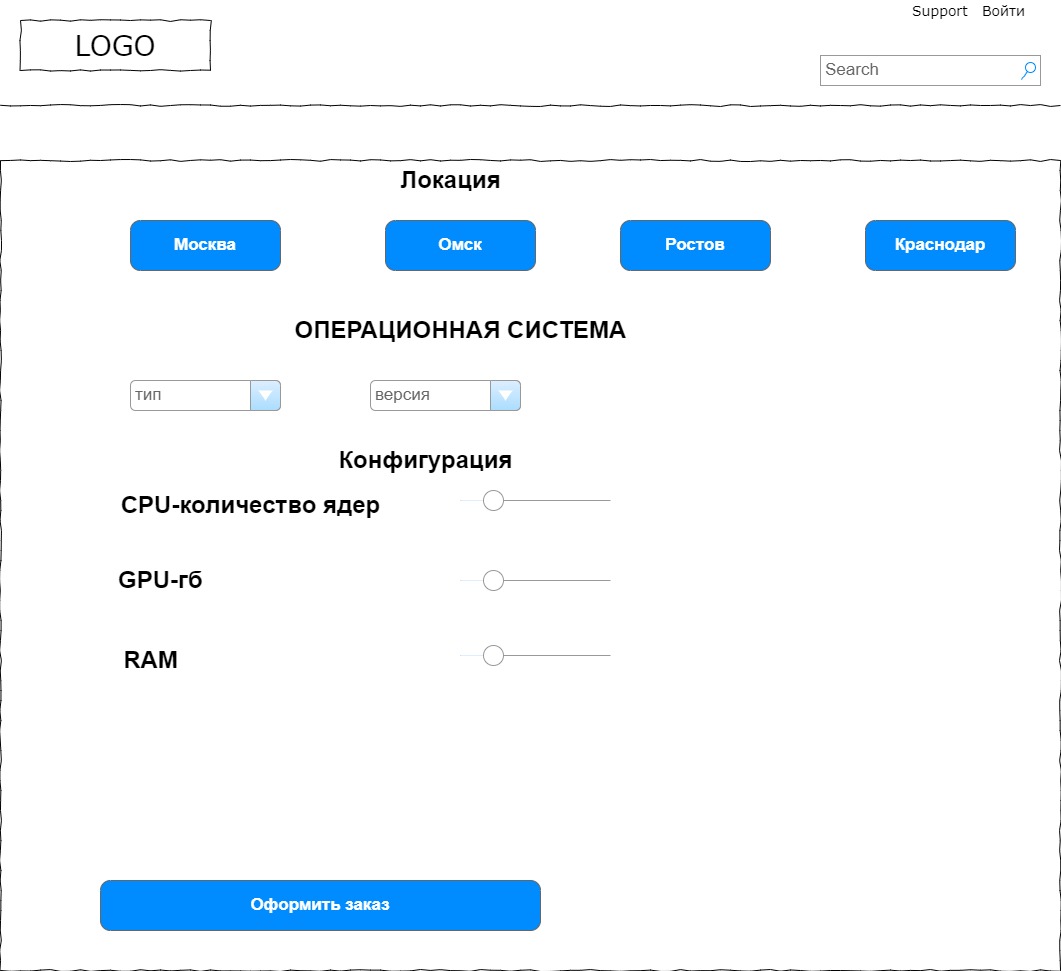 Support Войти
LOGO
Search
Локация
Москва Омск Ростов Краснодар
ОПЕРАЦИОННАЯ СИСТЕМА
тип версия
Конфигурация
CPU-количество ядер
GPU-гб
RAM
Оформить заказ